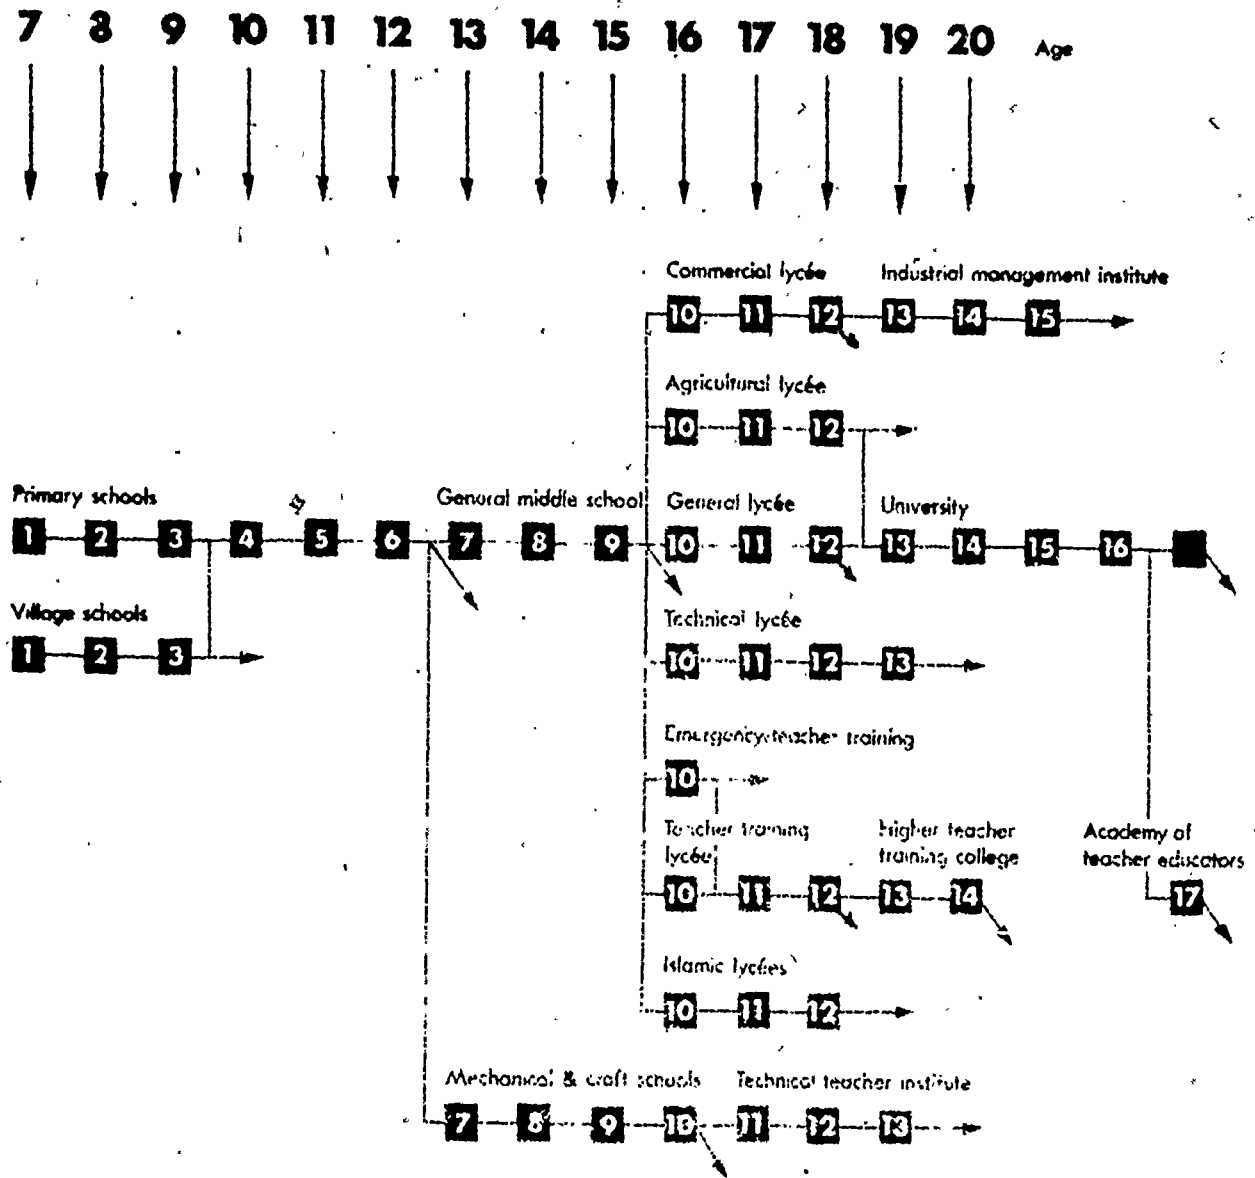 7 8 9 10 11 12 13 14 15 16 17 18 19 20 Age
Commercial lycée Industrial management institute
10 11 12 13 14 15
Agricultural lycée
10 11 12
Primary schools General middle school General lycée University
1 2 3 4 5 6 7 8 9 10 11 12 13 14 15 16
Village schools Technical lycée
1 2 3 10 11 12 13
Emergency teacher training
10
Teacher training Higher teacher Academy of
lycée training college teacher educators
10 11 12 13 14 17
Islamic lycées
10 11 12
Mechanical & craft schools Technical teacher institute
7 8 9 10 11 12 13